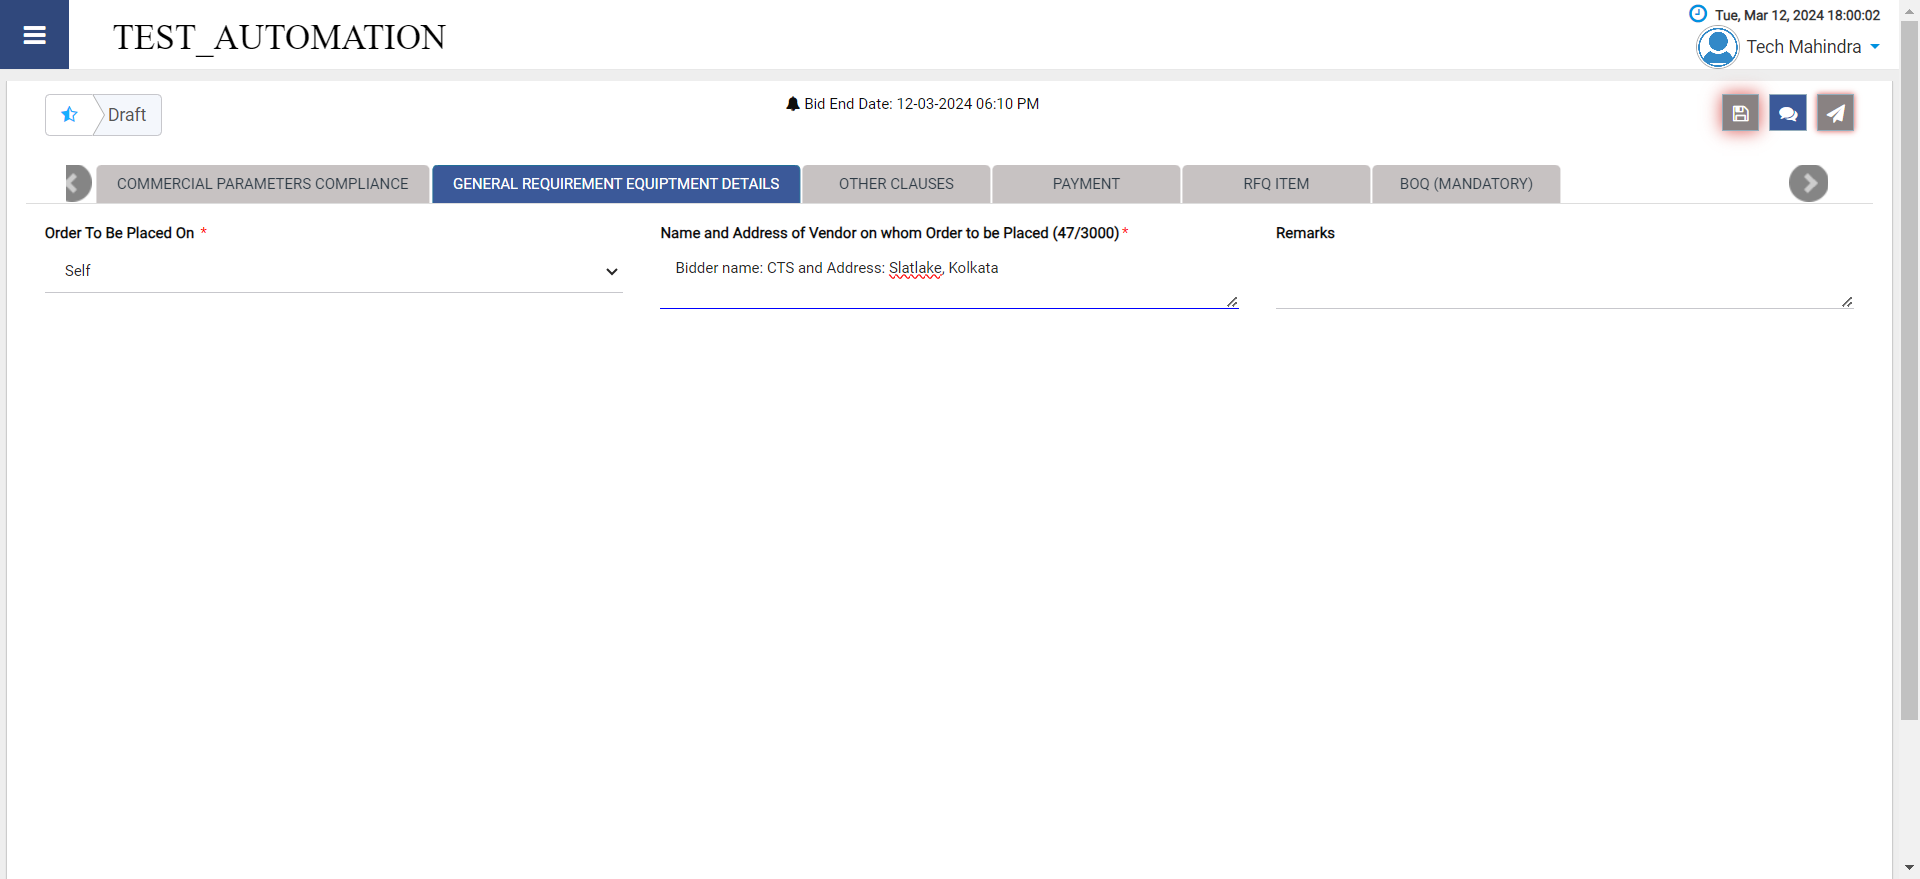 TEST_AUTOMATION
Tue, Mar 12, 2024 18:00:02
Tech Mahindra
Draft
Bid End Date: 12-03-2024 06:10 PM
COMMERCIAL PARAMETERS COMPLIANCE
GENERAL REQUIREMENT EQUIPTMENT DETAILS
OTHER CLAUSES
PAYMENT
RFQ ITEM
BOQ (MANDATORY)
Order To Be Placed On *
Self
Name and Address of Vendor on whom Order to be Placed (47/3000)*
Bidder name: CTS and Address: Slatlake, Kolkata
Remarks